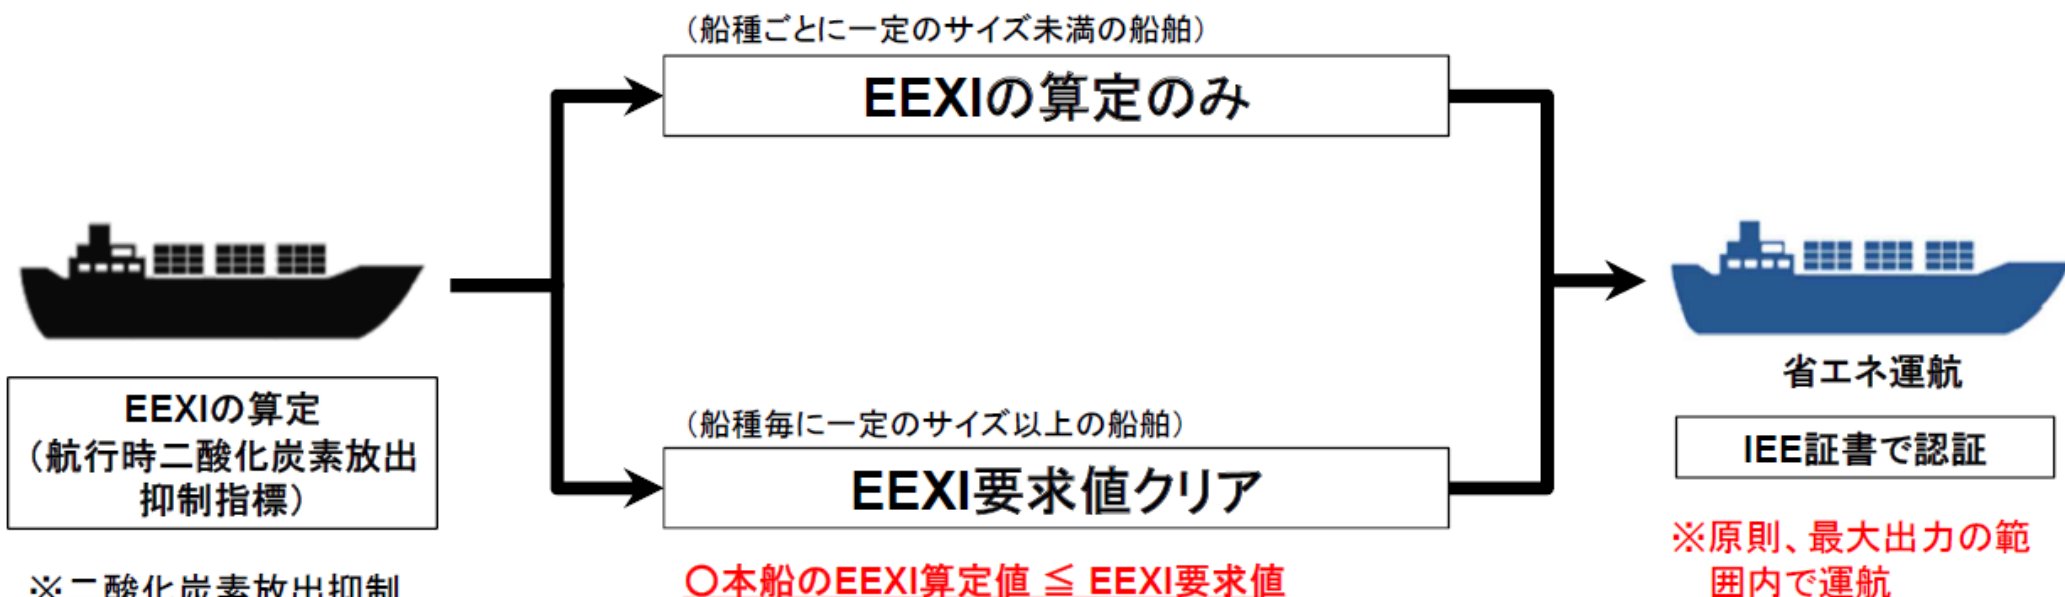 (船種ごとに一定のサイズ未満の船舶)
EEXIの算定のみ
EEXIの算定
(航行時二酸化炭素放出
抑制指標)
※二酸化炭素放出抑制
(船種毎に一定のサイズ以上の船舶)
EEXI要求値クリア
〇本船のEEXI算定値 ≦ EEXI要求値
省エネ運航
IEE証書で認証
※原則、最大出力の範
囲内で運航